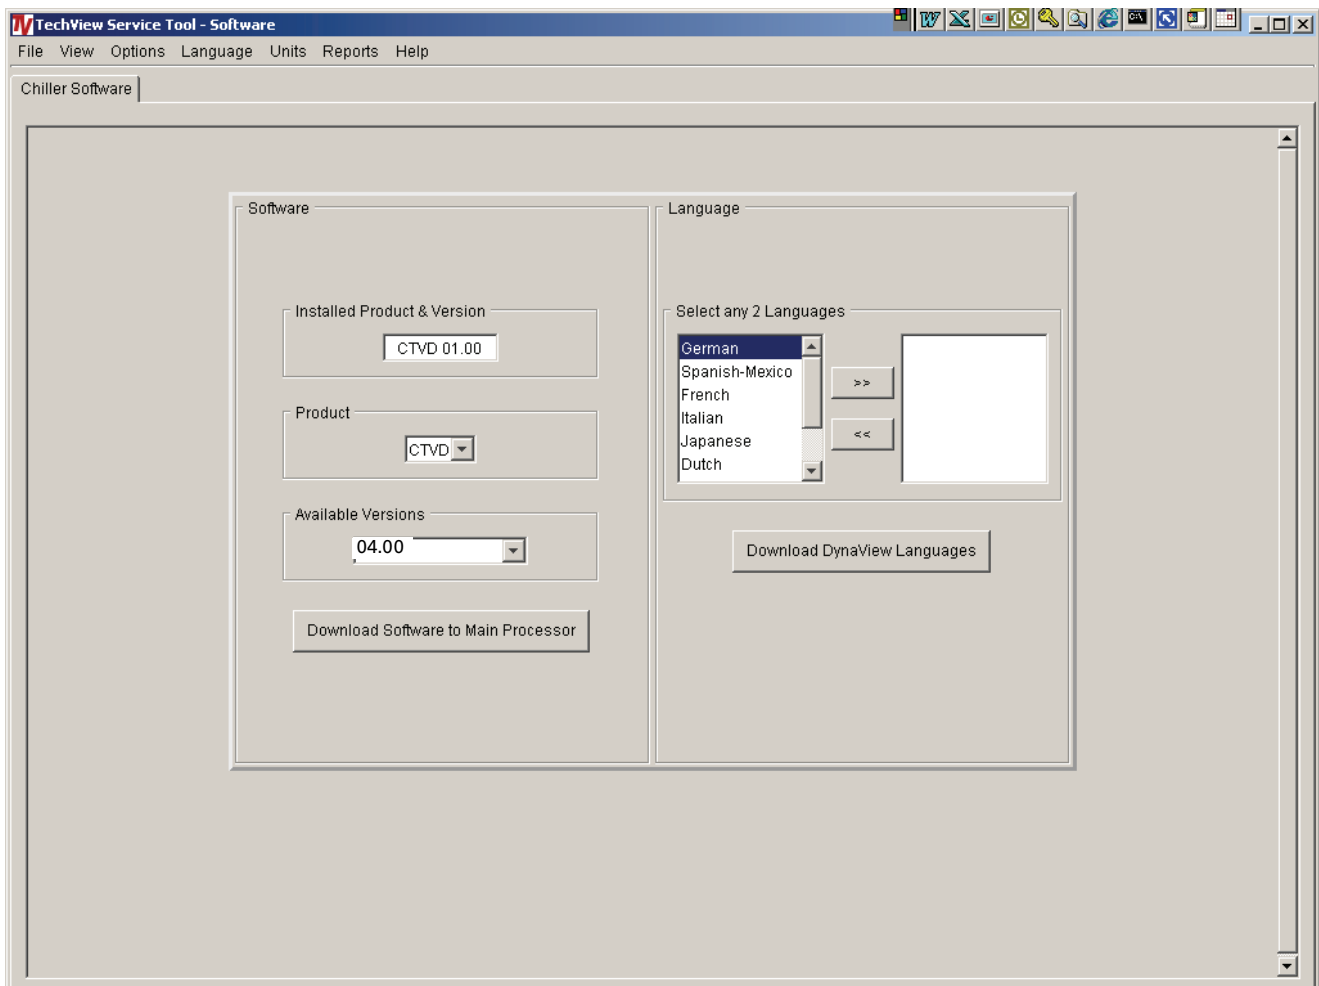 TechView Service Tool - Software
File View Options Language Units Reports Help
Chiller Software
Software
Installed Product & Version
CTVD 01.00
Product
CTVD
Available Versions
04.00
Download Software to Main Processor
Language
Select any 2 Languages
German
Spanish-Mexico
French
Italian
Japanese
Dutch
>>
<<
Download DynaView Languages